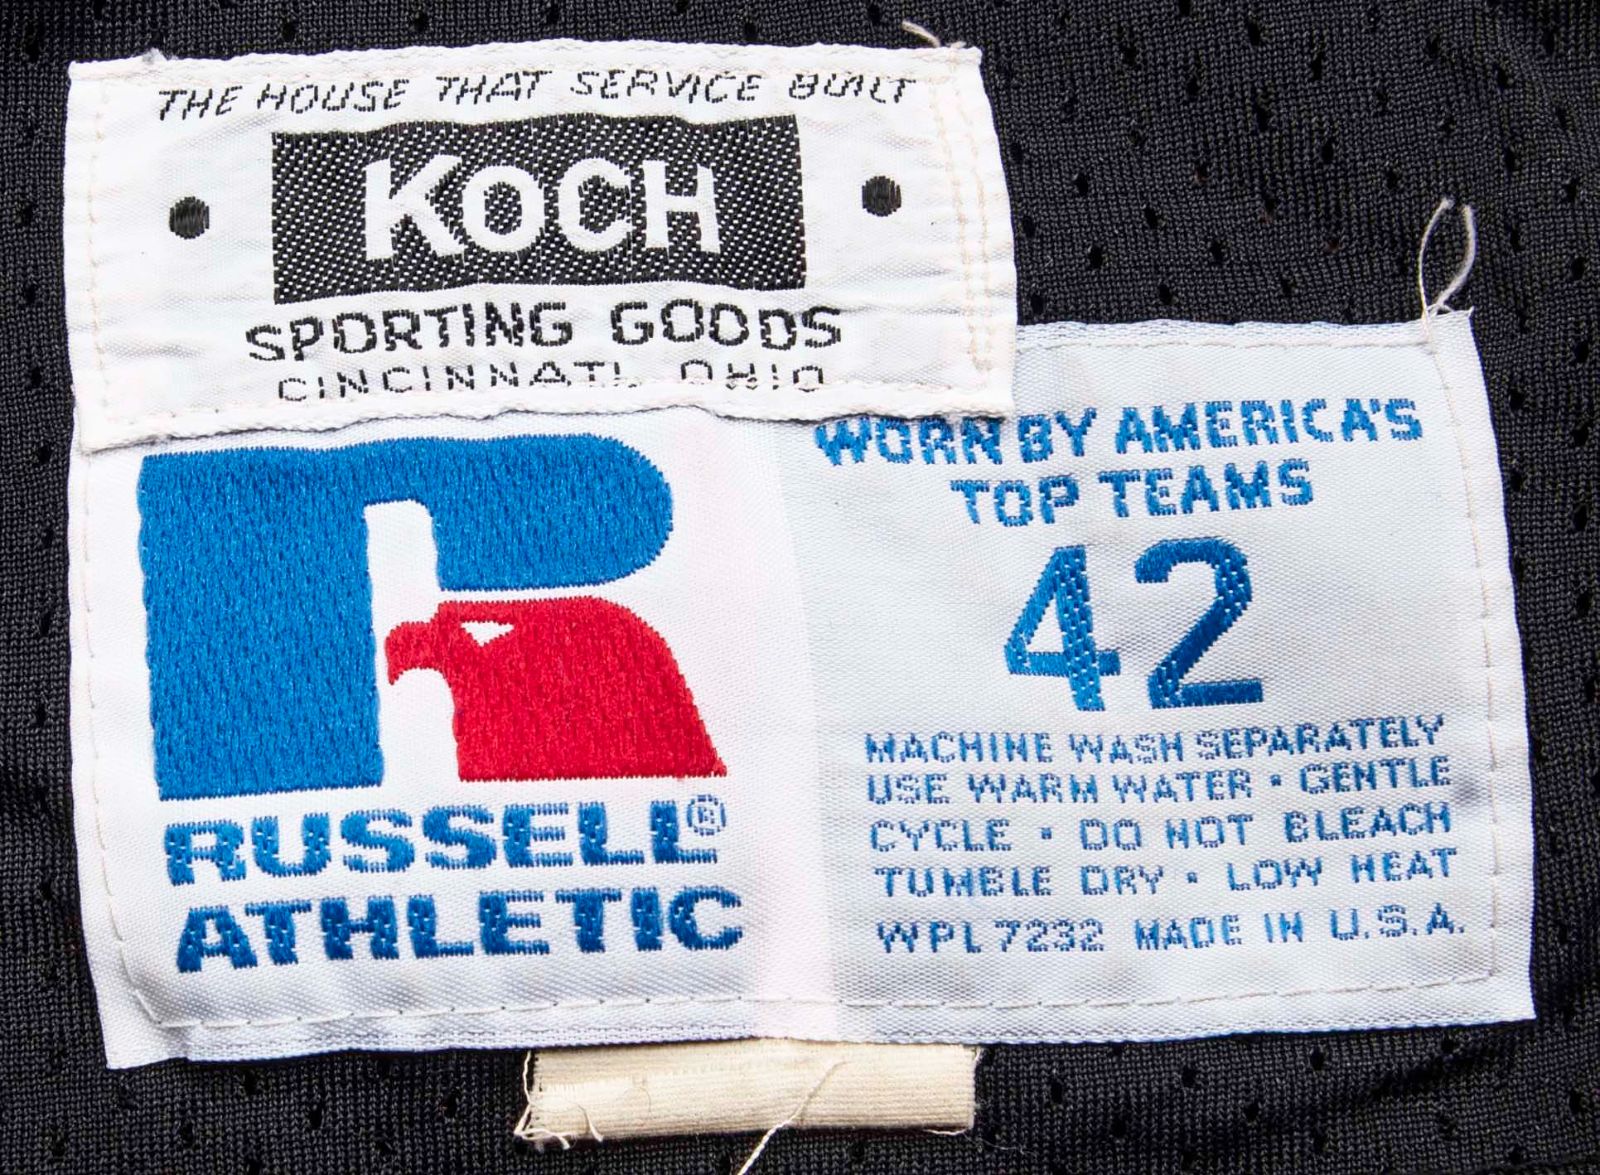 THE HOUSE THAT SERVICE BUILT
KOCH
SPORTING GOODS
CINCINNATI, OHIO
RUSSELL®
ATHLETIC
WORN BY AMERICA'S
TOP TEAMS
42
MACHINE WASH SEPARATELY
USE WARM WATER • GENTLE
CYCLE • DO NOT BLEACH
TUMBLE DRY • LOW HEAT
WPL 7232 MADE IN U.S.A.